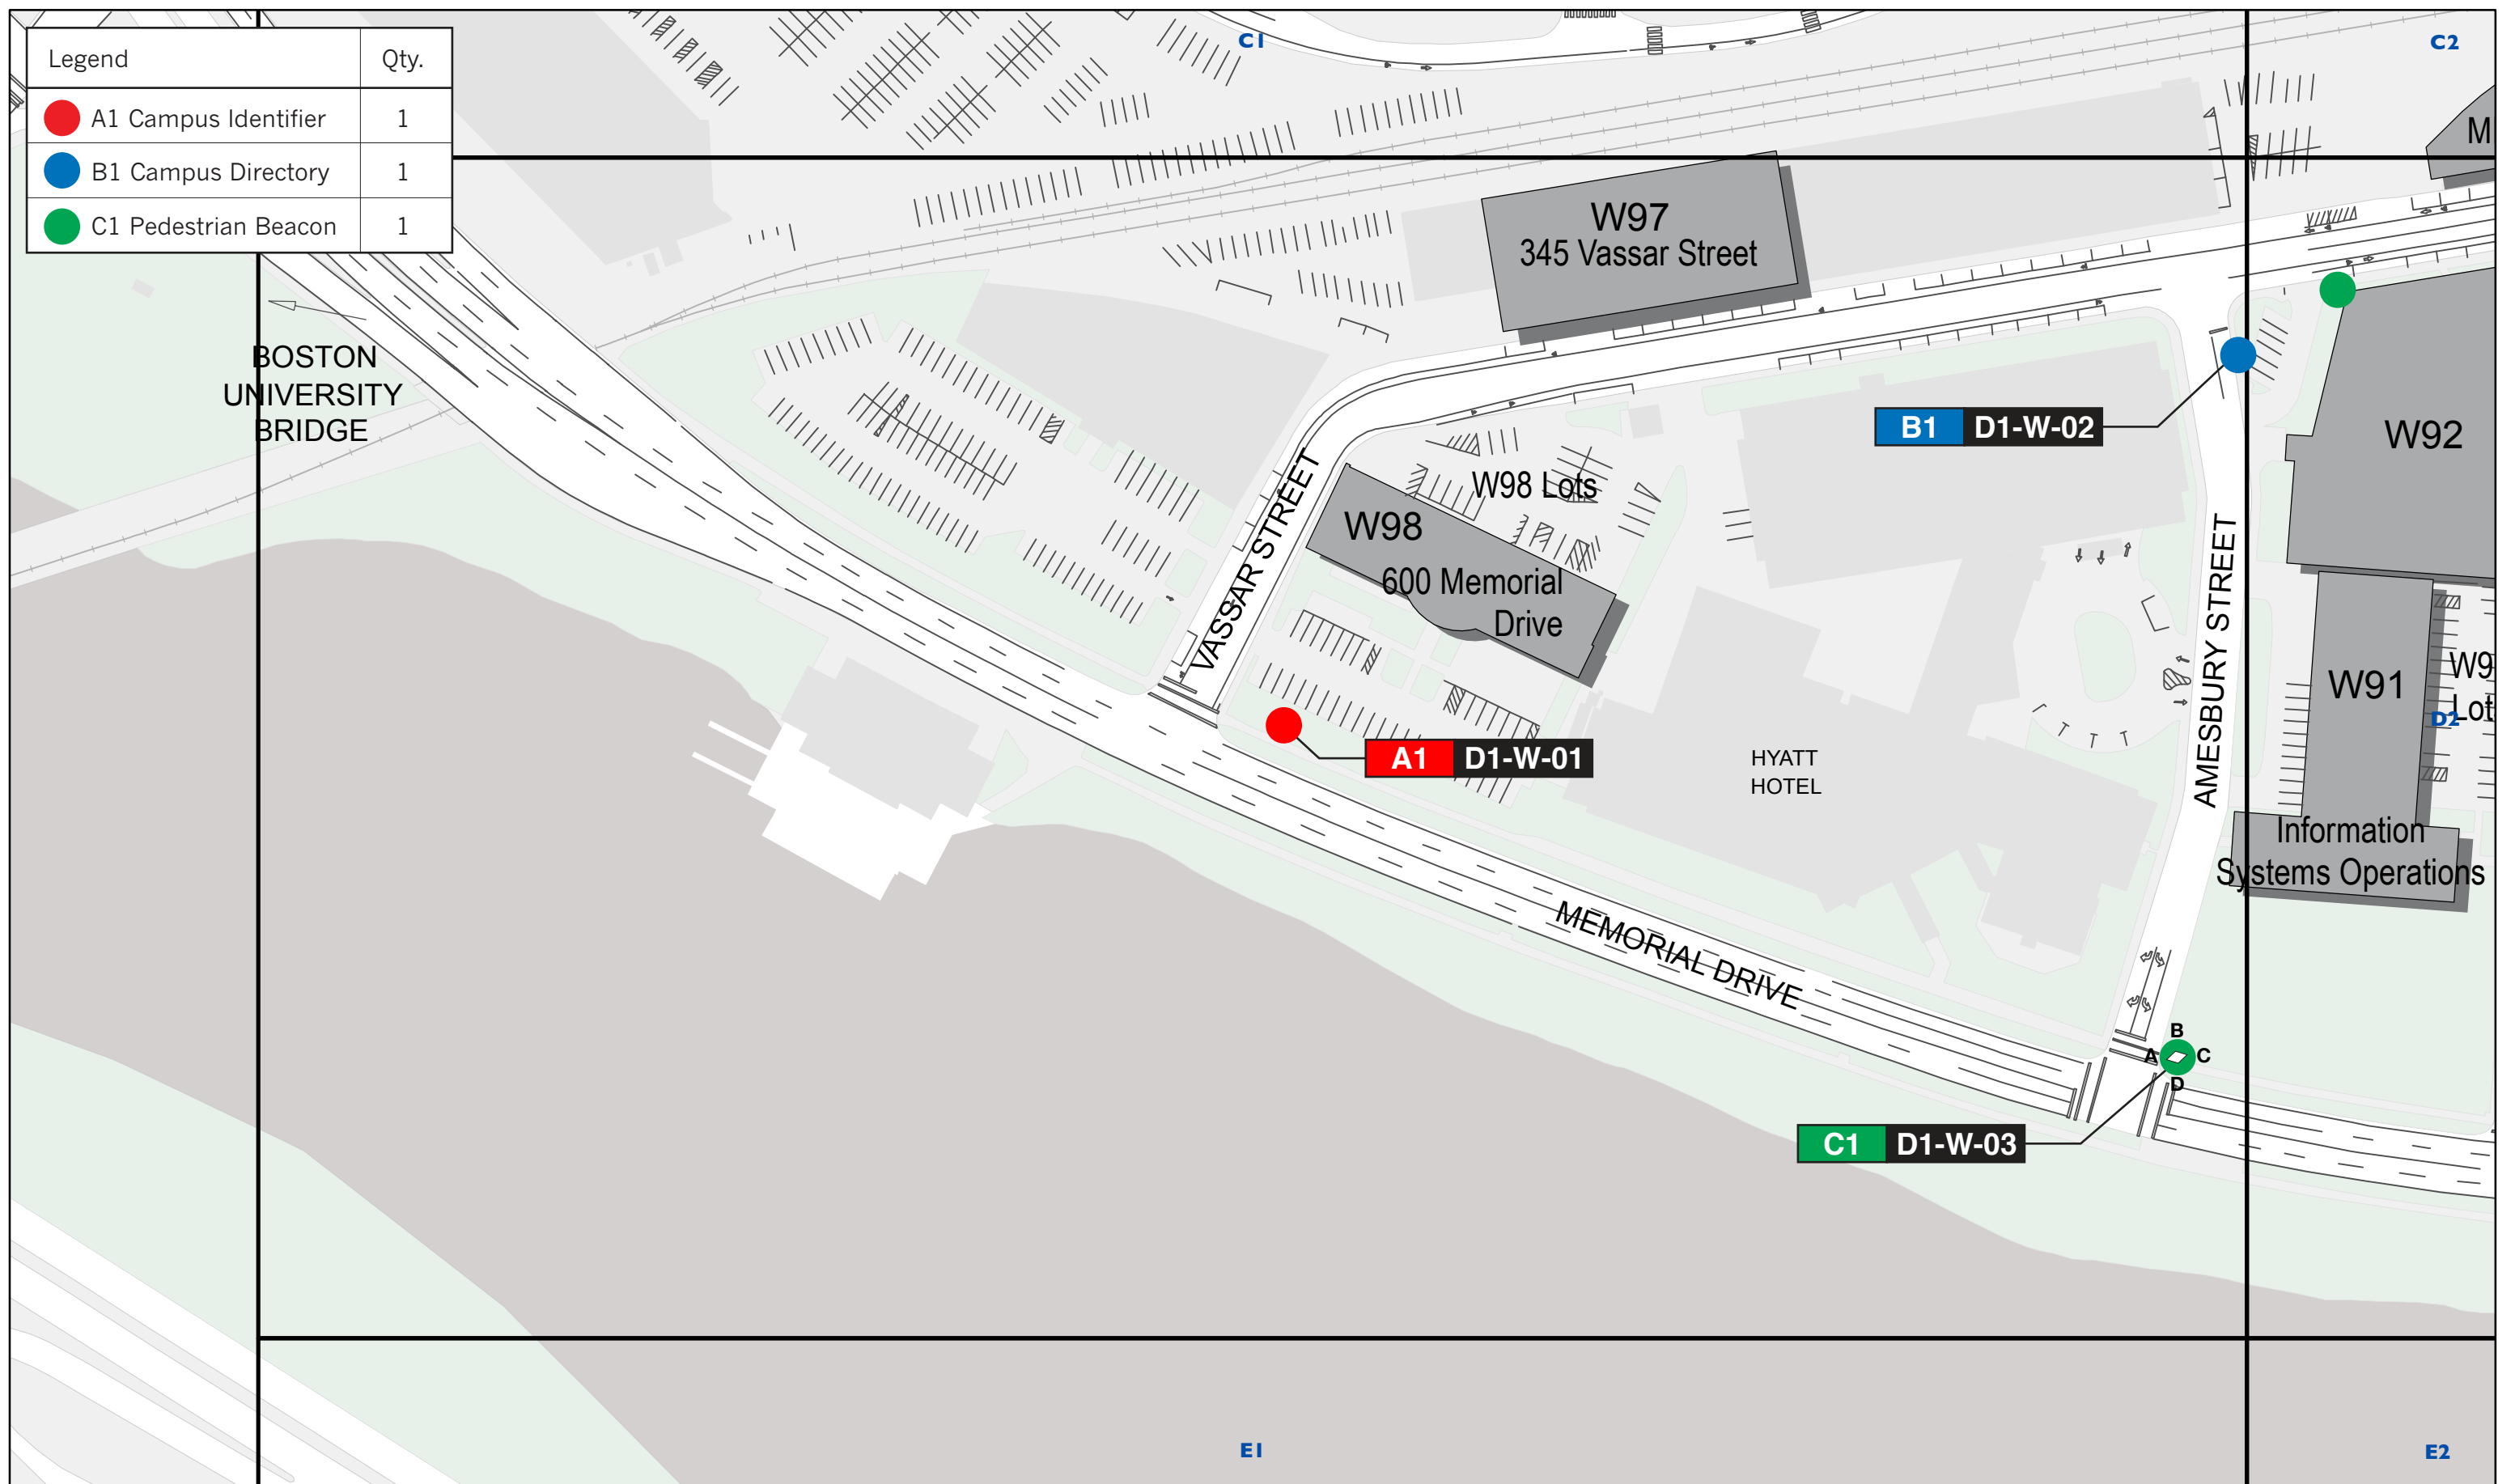 C1
C2
Legend Qty.
A1 Campus Identifier 1
B1 Campus Directory 1
C1 Pedestrian Beacon 1
M
W97
345 Vassar Street
BOSTON
UNIVERSITY
BRIDGE
B1 D1-W-02
W92
VASSAR STREET
W98 Lots
W98
600 Memorial
Drive
AMESBURY STREET
W91
W9
Lot
D2
A1 D1-W-01
HYATT
HOTEL
Information
Systems Operations
MEMORIAL DRIVE
B
A C
D
C1 D1-W-03
E1
E2